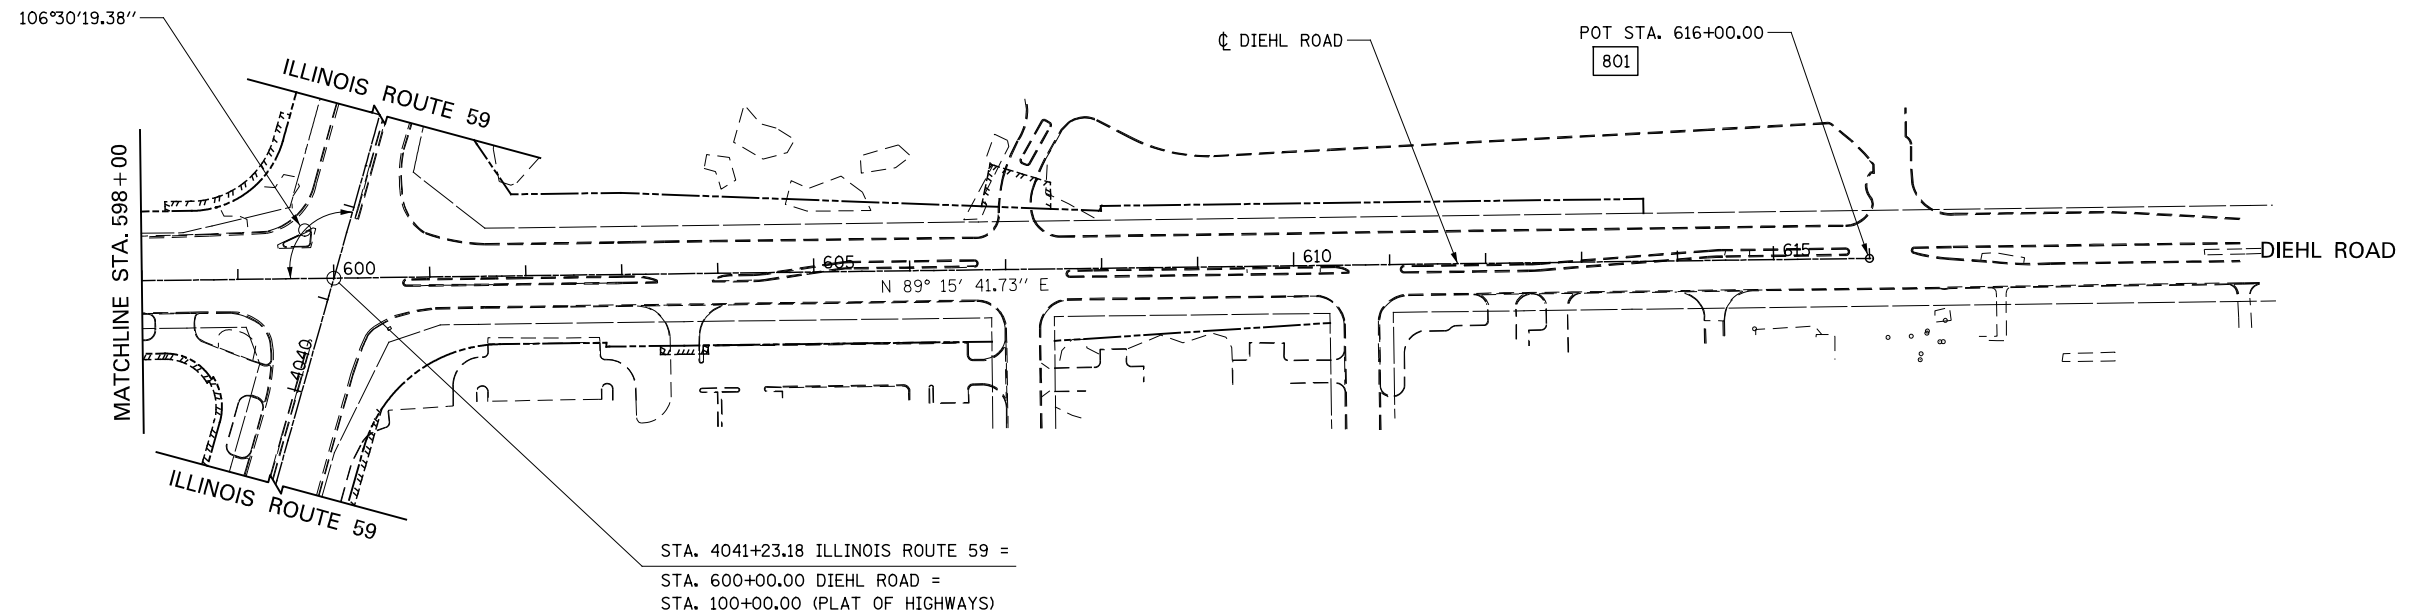 106°30'19.38"
ILLINOIS ROUTE 59
℄ DIEHL ROAD
POT STA. 616+00.00
801
MATCHLINE STA. 598+00
600
605
610
615
DIEHL ROAD
N 89° 15' 41.73" E
4040
ILLINOIS ROUTE 59
STA. 4041+23.18 ILLINOIS ROUTE 59 =
STA. 600+00.00 DIEHL ROAD =
STA. 100+00.00 (PLAT OF HIGHWAYS)